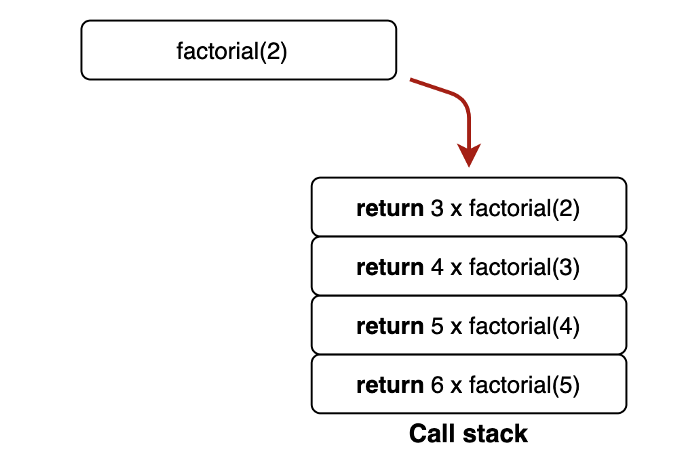 factorial(2)
return 3 x factorial(2)
return 4 x factorial(3)
return 5 x factorial(4)
return 6 x factorial(5)
Call stack